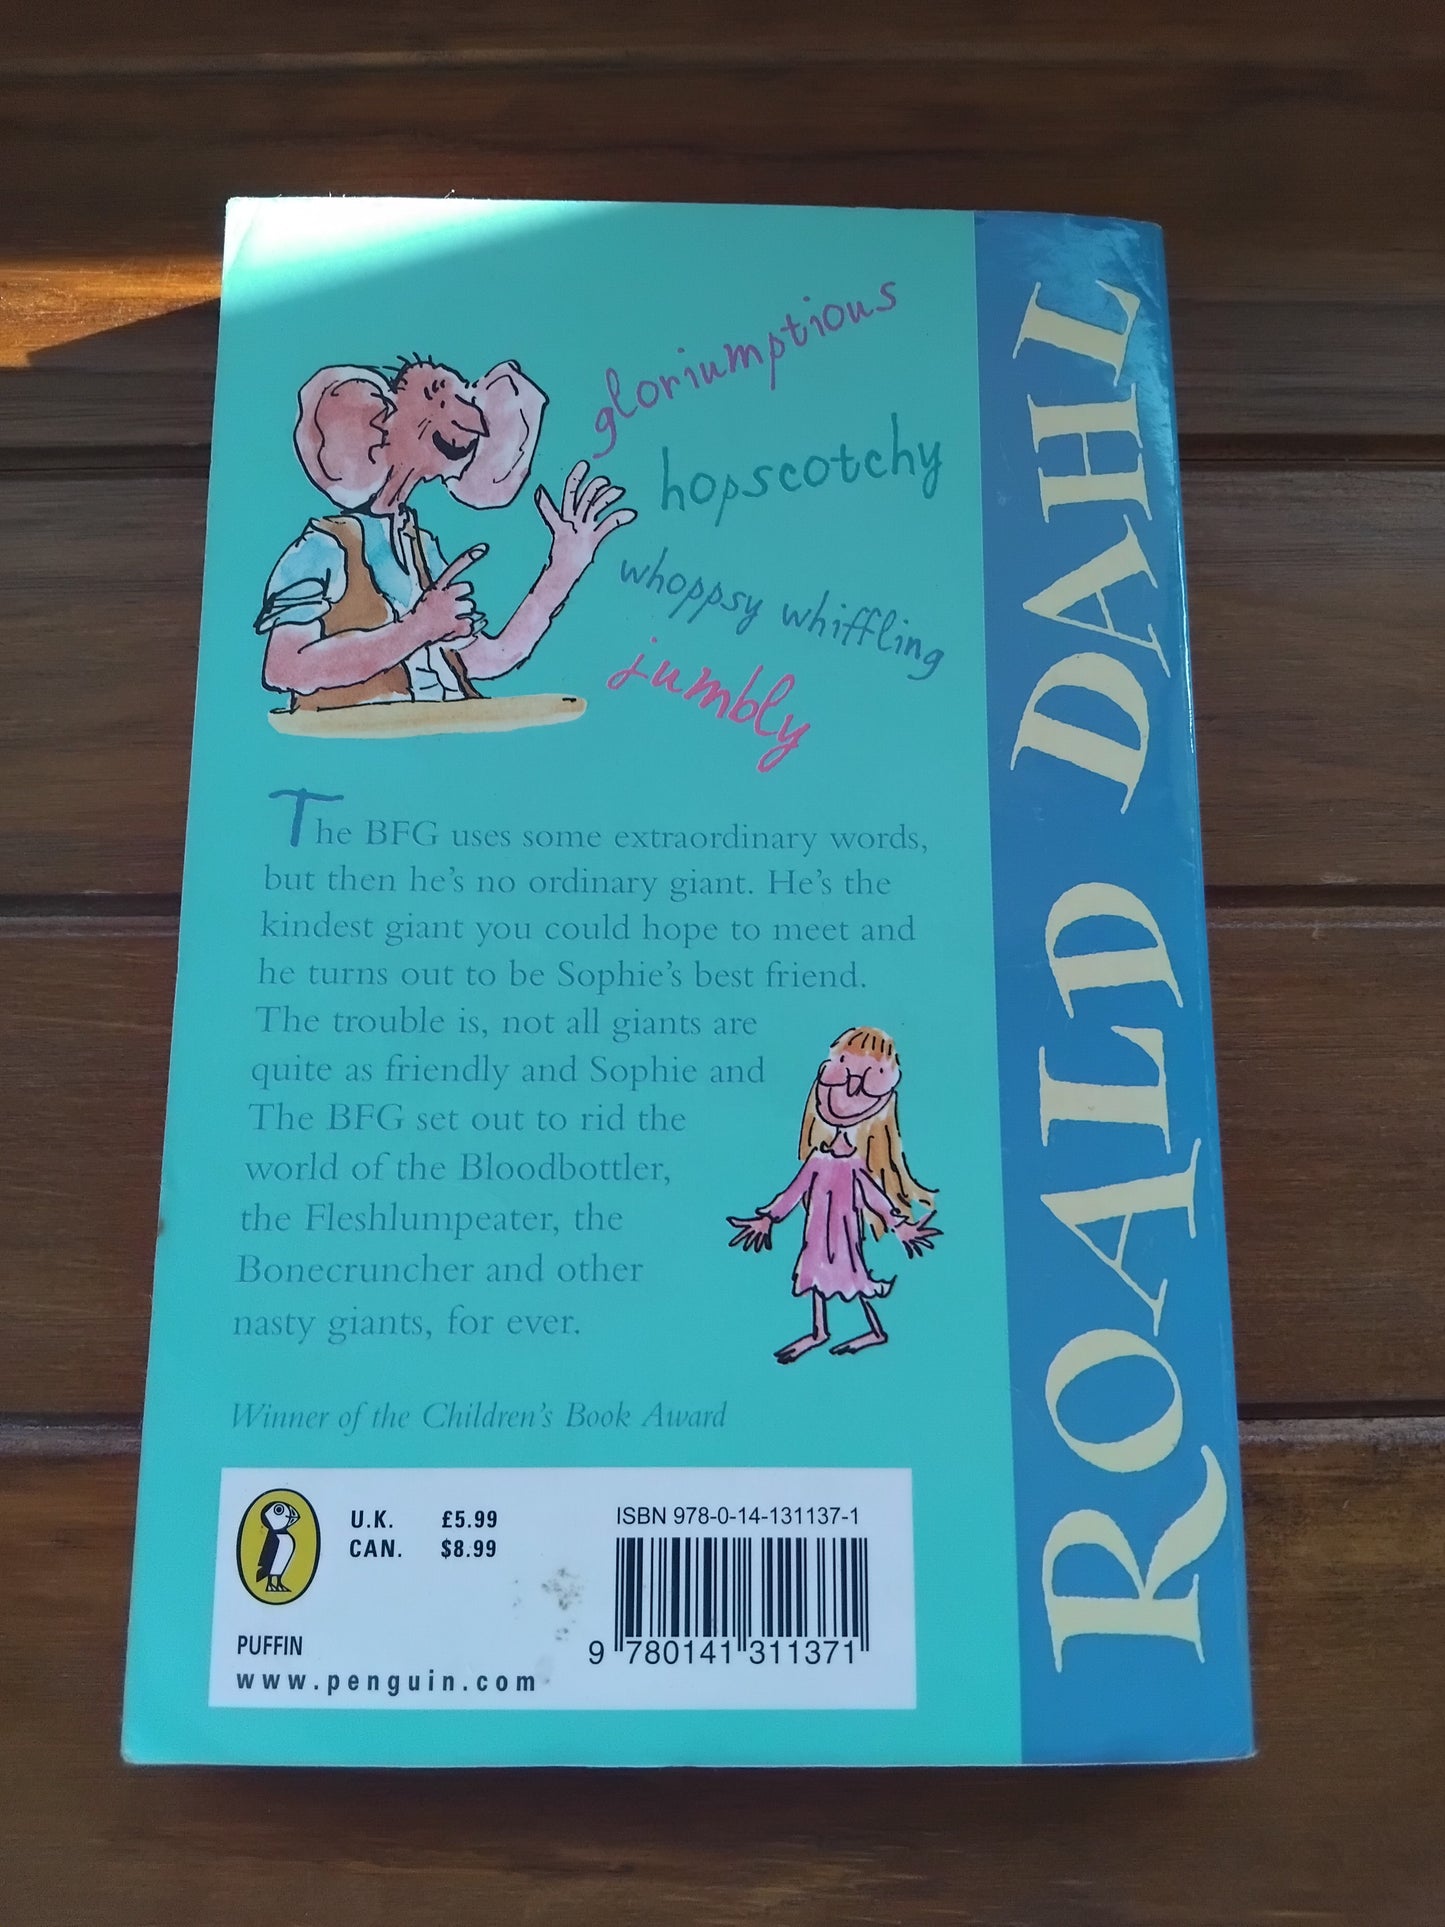 gloriumptious
hopscotchy
whoppsy whiffling
jumbly
The BFG uses some extraordinary words,
but then he's no ordinary giant. He's the
kindest giant you could hope to meet and
he turns out to be Sophie's best friend.
The trouble is, not all giants are
quite as friendly and Sophie and
The BFG set out to rid the
world of the Bloodbottler,
the Fleshlumpeater, the
Bonecruncher and other
nasty giants, for ever.
Winner of the Children's Book Award
U.K. £5.99
CAN. $8.99
PUFFIN
www.penguin.com
ISBN 978-0-14-131137-1
9 780141 311371
ROALD DAHL